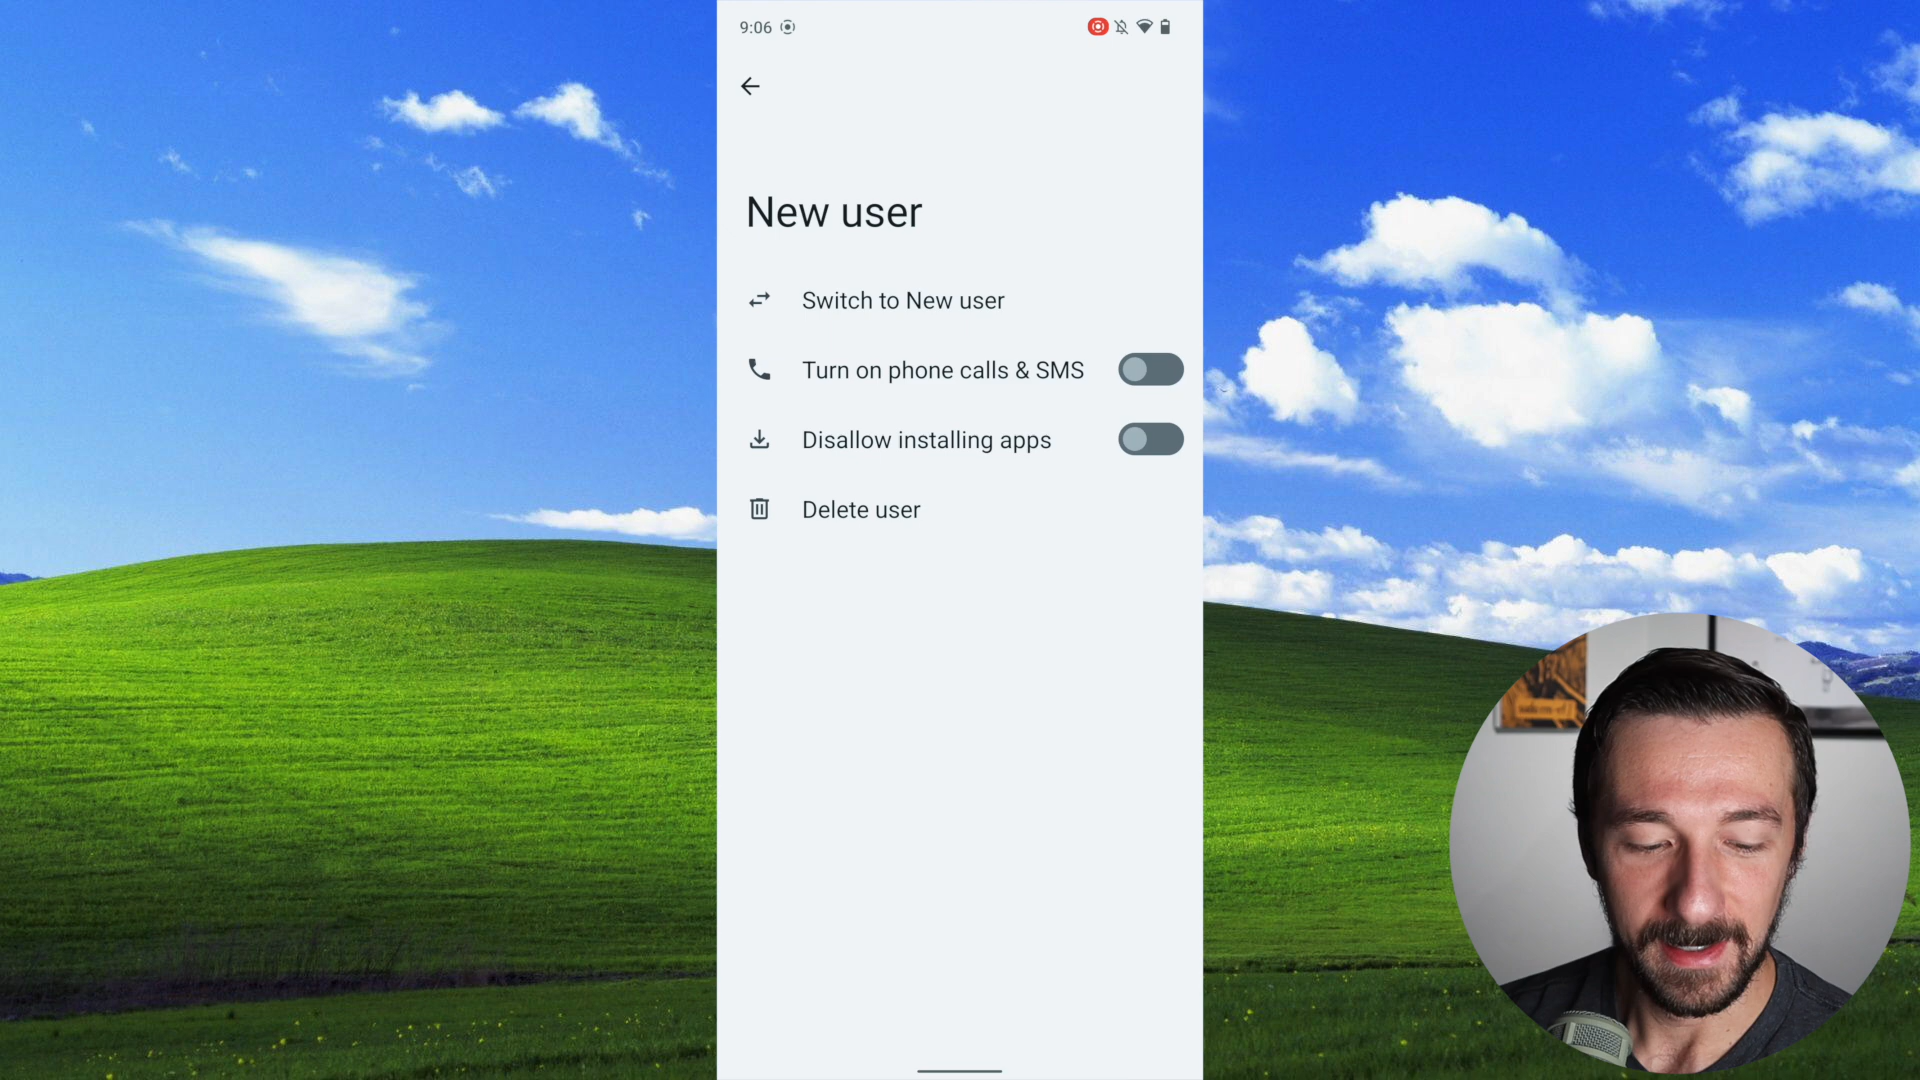 9:06
New user
Switch to New user
Turn on phone calls & SMS
Disallow installing apps
Delete user